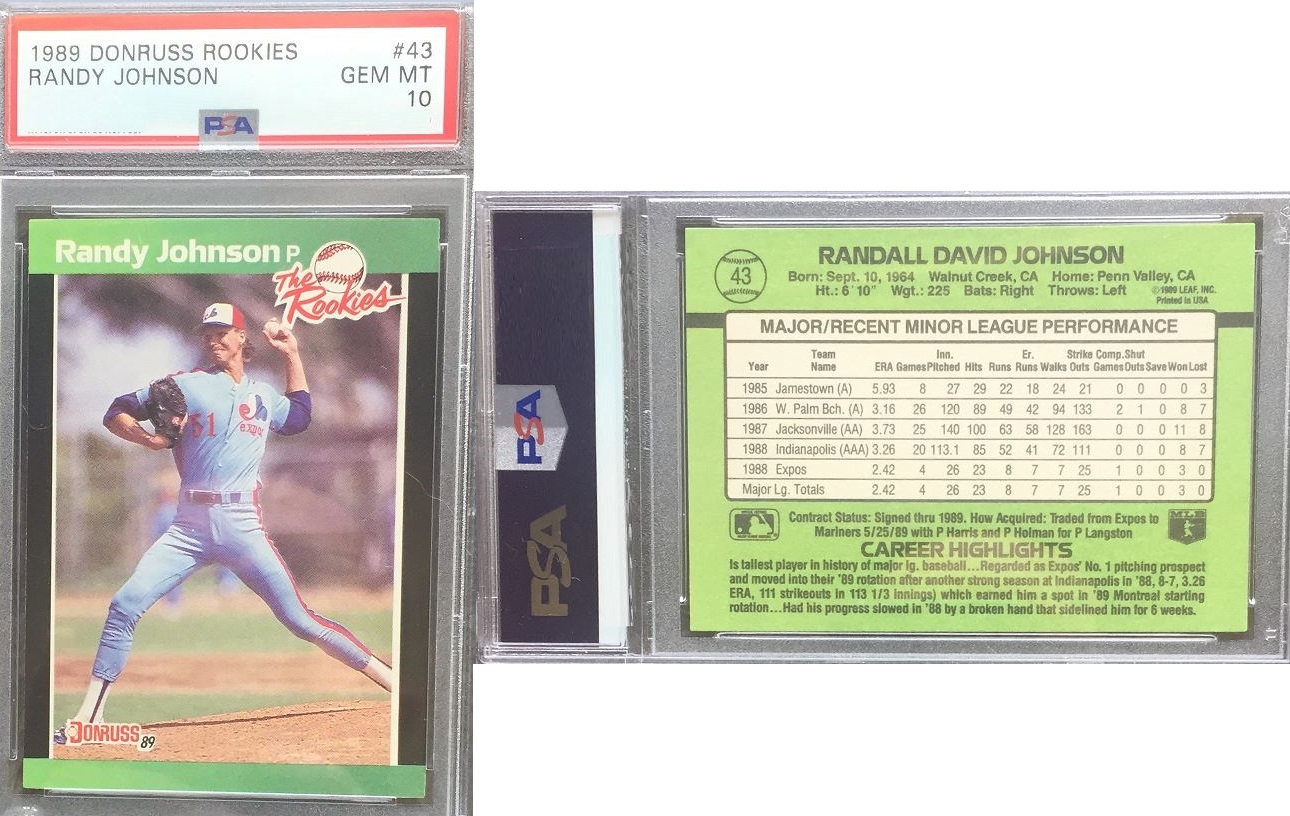 1989 DONRUSS ROOKIES #43
RANDY JOHNSON GEM MT
10
PSA
Randy Johnson P
The
Rookies
51
expos
DONRUSS 89
PSA
PSA
43
RANDALL DAVID JOHNSON
Born: Sept. 10, 1964 Walnut Creek, CA Home: Penn Valley, CA
Ht.: 6' 10" Wgt.: 225 Bats: Right Throws: Left
©1989 LEAF, INC.
Printed in USA
MAJOR/RECENT MINOR LEAGUE PERFORMANCE
Team Inn. Er. Strike Comp. Shut
Year Name ERA Games Pitched Hits Runs Runs Walks Outs Games Outs Save Won Lost
1985 Jamestown (A) 5.93 8 27 29 22 18 24 21 0 0 0 0 3
1986 W. Palm Bch. (A) 3.16 26 120 89 49 42 94 133 2 1 0 8 7
1987 Jacksonville (AA) 3.73 25 140 100 63 58 128 163 0 0 0 11 8
1988 Indianapolis (AAA) 3.26 20 113.1 85 52 41 72 111 0 0 0 8 7
1988 Expos 2.42 4 26 23 8 7 7 25 1 0 0 3 0
Major Lg. Totals 2.42 4 26 23 8 7 7 25 1 0 0 3 0
Contract Status: Signed thru 1989. How Acquired: Traded from Expos to
Mariners 5/25/89 with P Harris and P Holman for P Langston
MLB
CAREER HIGHLIGHTS
Is tallest player in history of major lg. baseball...Regarded as Expos' No. 1 pitching prospect
and moved into their '89 rotation after another strong season at Indianapolis in '88, 8-7, 3.26
ERA, 111 strikeouts in 113 1/3 innings) which earned him a spot in '89 Montreal starting
rotation...Had his progress slowed in '88 by a broken hand that sidelined him for 6 weeks.